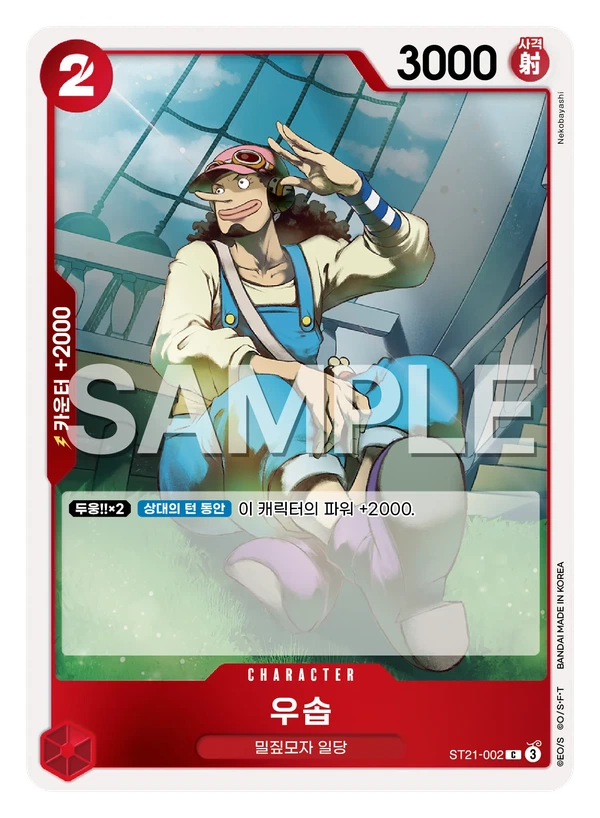 2
3000
사격
射
Nekobayashi
⚡카운터 +2000
SAMPLE
두웅!!×2 상대의 턴 동안 이 캐릭터의 파워 +2000.
CHARACTER
우솝
밀짚모자 일당
ST21-002 C 3
©EO/S ©O/S·F·T BANDAI MADE IN KOREA